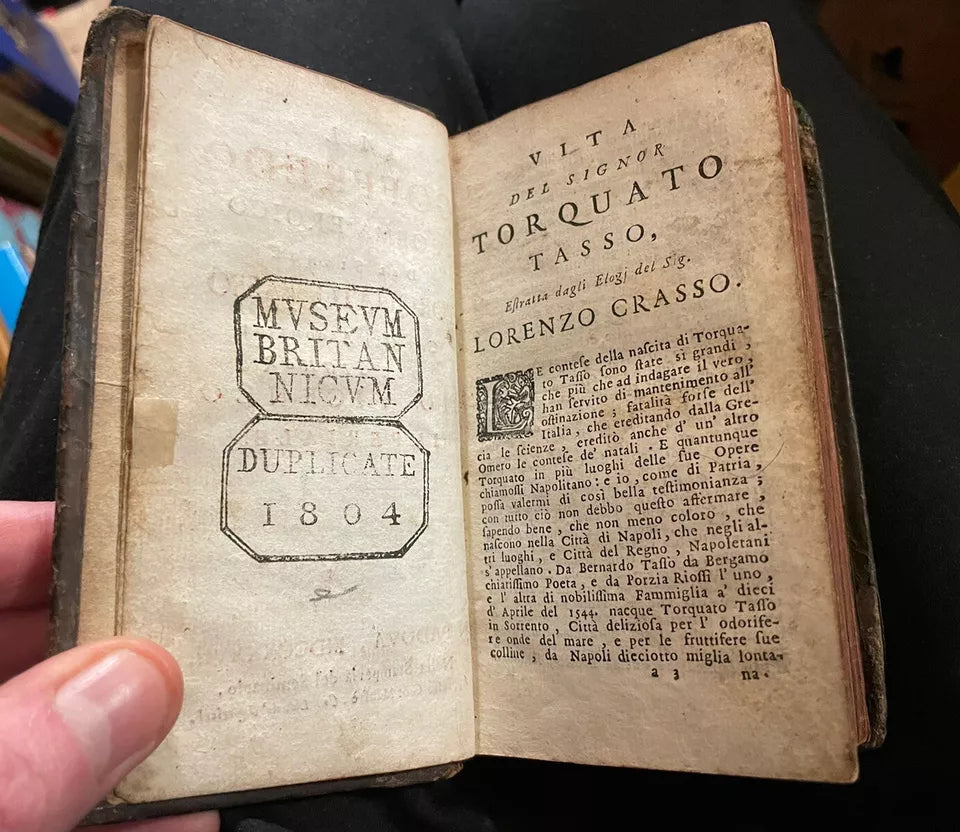 MVSEVM
BRITAN
NICVM
DUPLICATE
1804
VITA
DEL SIGNOR
TORQUATO
TASSO,
Eſtratta dagli Elogj del Sig.
LORENZO CRASSO.
LE conteſe della naſcita di Torqua-
to Taſſo ſono ſtate sì grandi,
che più che ad indagare il vero,
han ſervito di mantenimento all'
oſtinazione; fatalità forſe dell'
Italia, che ereditando dalla Gre-
cia le ſcienze, ereditò anche d'un'altro
Omero le conteſe de' natali. E quantunque
Torquato in più luoghi delle ſue Opere
chiamoſſi Napolitano: e io, come di Patria,
poſſa valermi di così bella teſtimonianza;
con tutto ciò non debbo queſto affermare,
ſapendo bene, che non meno coloro, che
naſcono nella Città di Napoli, che negli al-
tri luoghi, e Città del Regno, Napoletani
s'appellano. Da Bernardo Taſſo da Bergamo
chiariſſimo Poeta, e da Porzia Rioſſi l'uno,
e l'altra di nobiliſſima Fammiglia a' dieci
d'Aprile del 1544. nacque Torquato Taſſo
in Sorrento, Città delizioſa per l'odorife-
re onde del mare, e per le fruttifere ſue
colline, da Napoli dieciotto miglia lonta-
a 3 na.